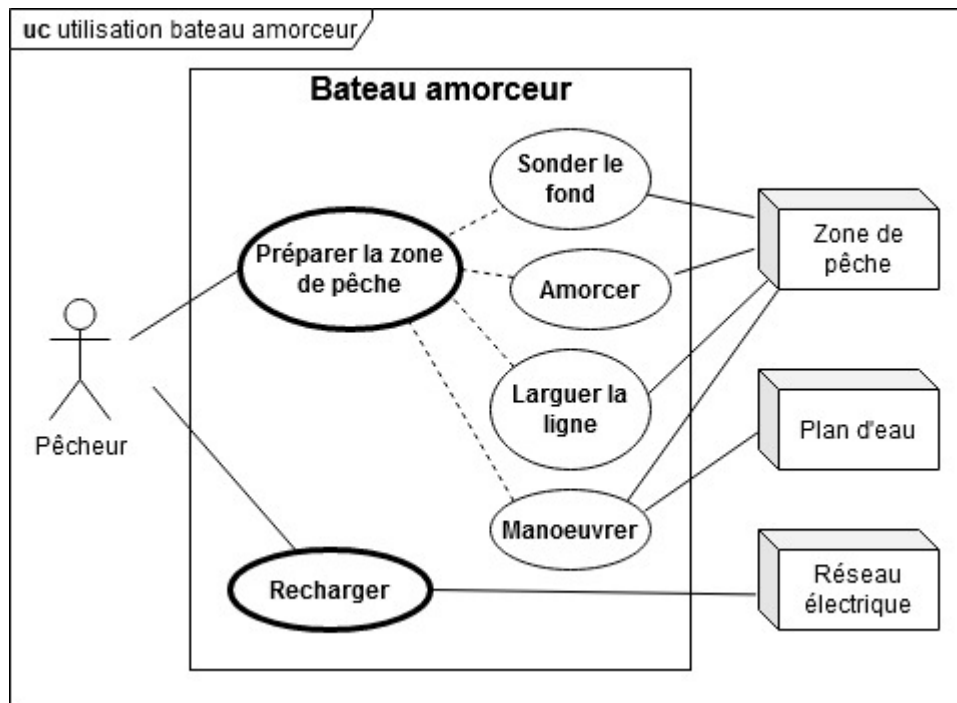 uc utilisation bateau amorceur
Bateau amorceur
Sonder le
fond
Préparer la zone
de pêche
Amorcer
Larguer la
ligne
Manoeuvrer
Recharger
Pêcheur
Zone de
pêche
Plan d'eau
Réseau
électrique